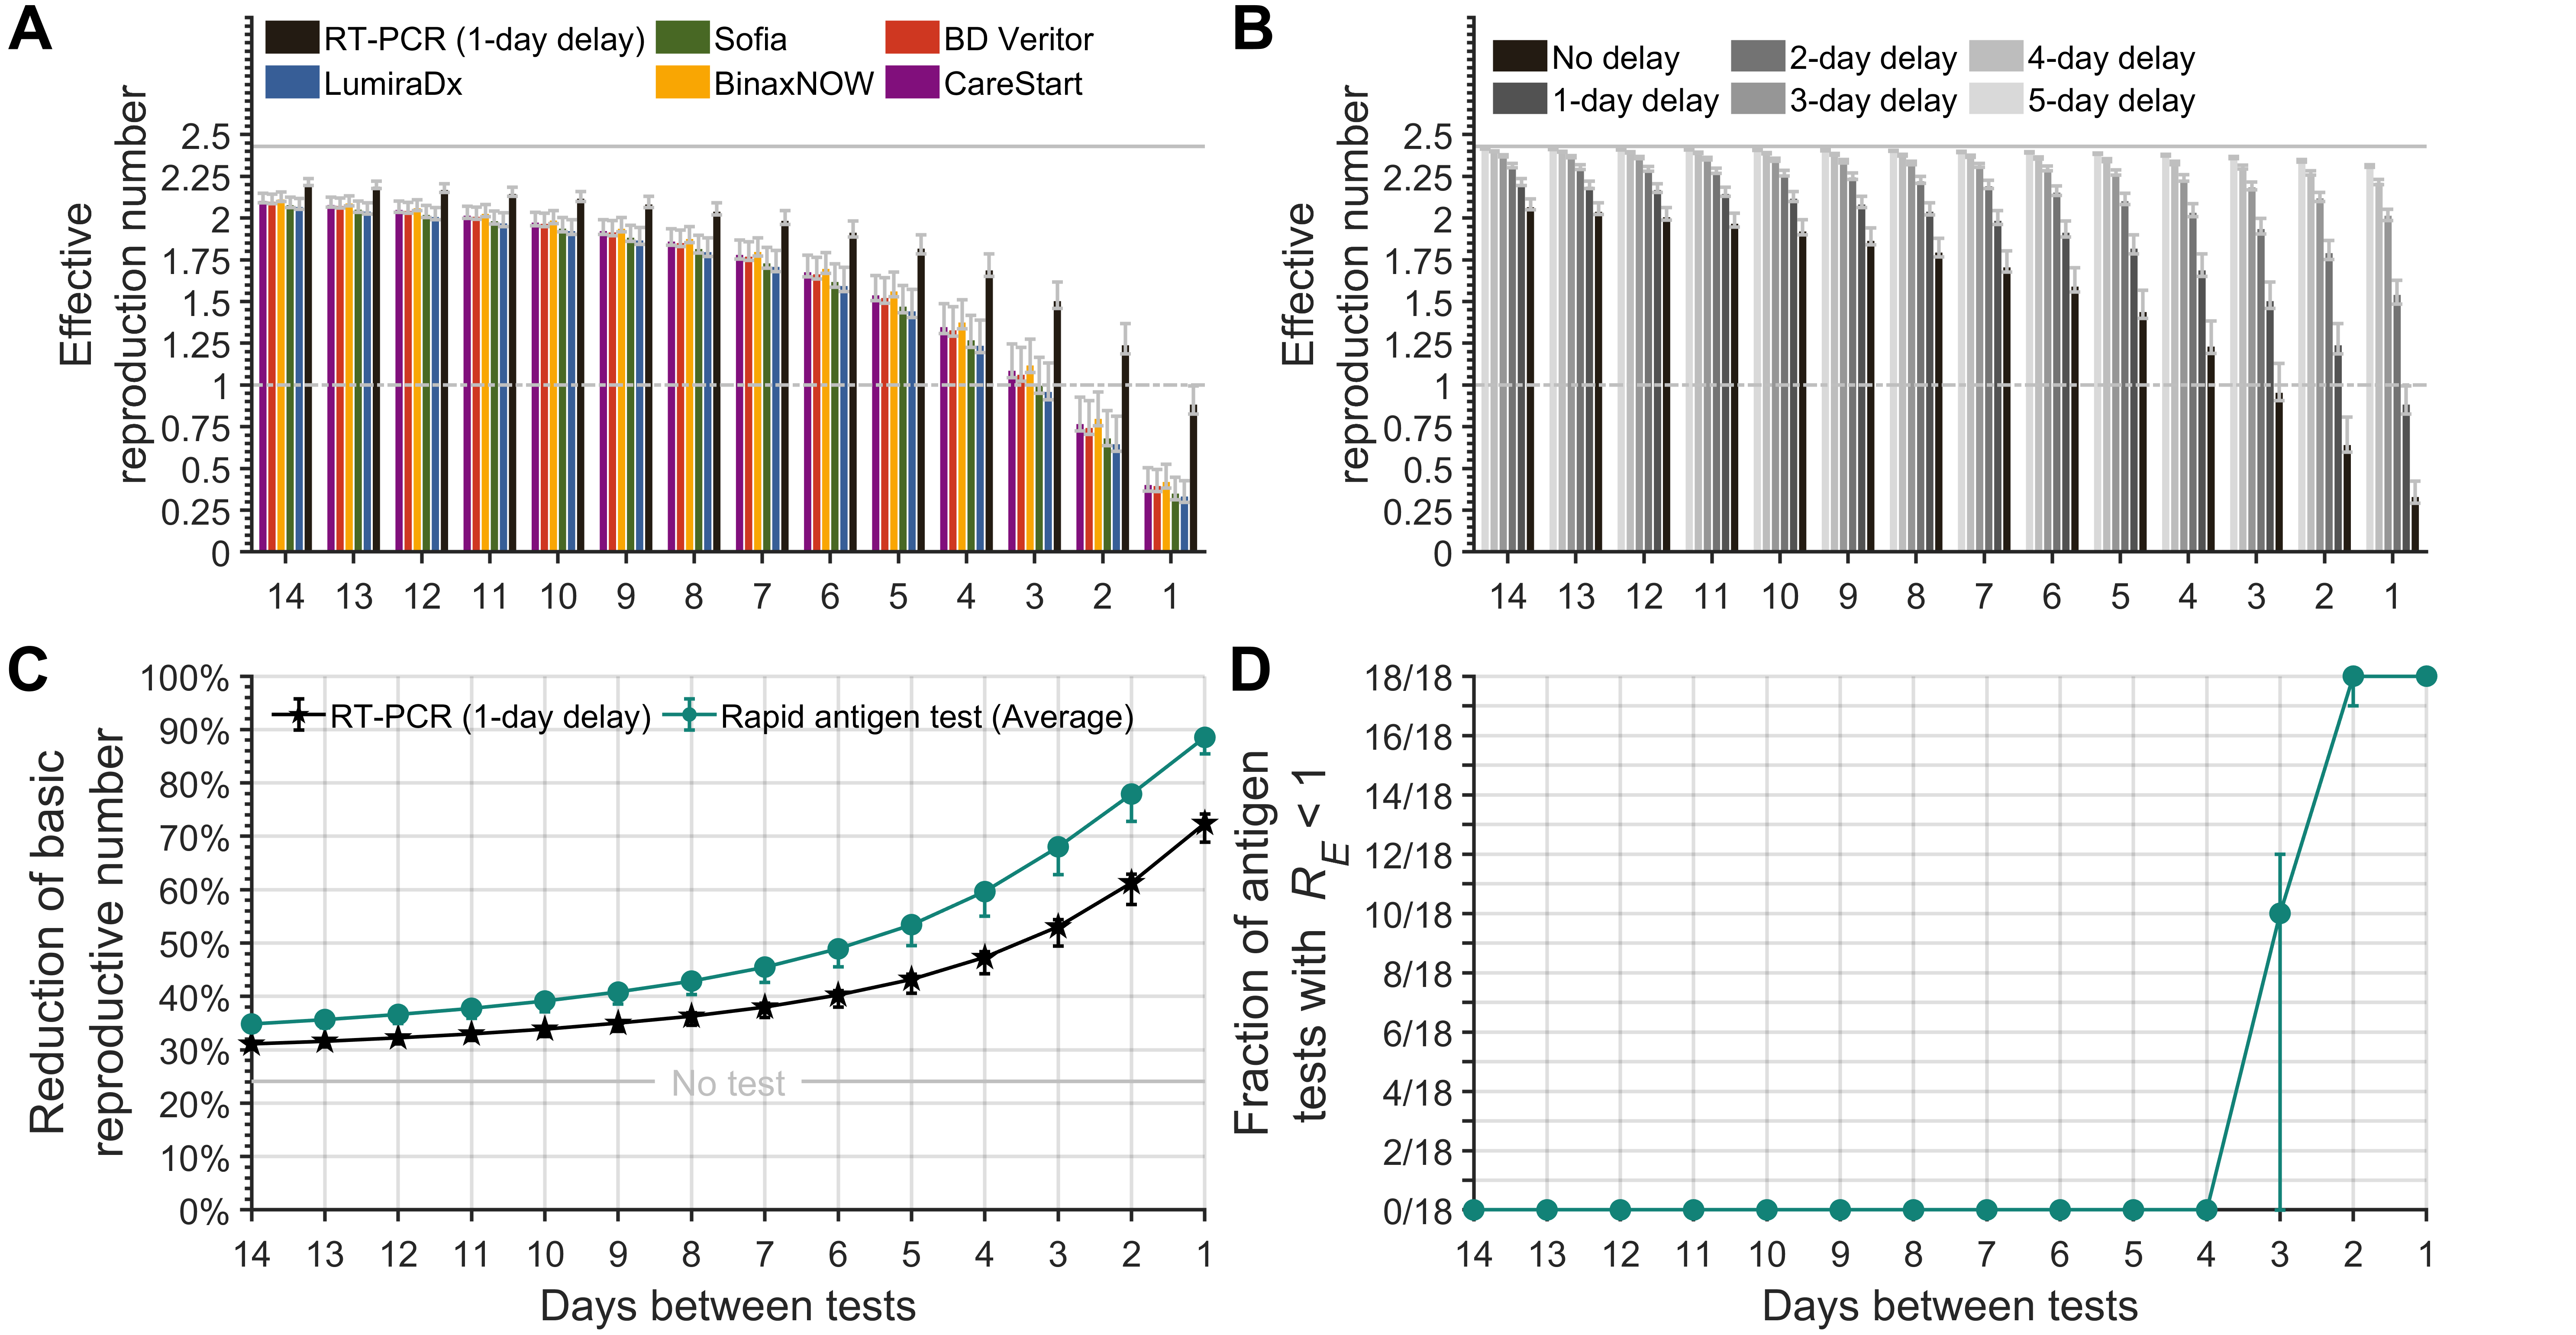 A
RT-PCR (1-day delay)
Sofia
BD Veritor
LumiraDx
BinaxNOW
CareStart
Effective
reproduction number
2.5
2.25
2
1.75
1.5
1.25
1
0.75
0.5
0.25
0
14 13 12 11 10 9 8 7 6 5 4 3 2 1
B
No delay
2-day delay
4-day delay
1-day delay
3-day delay
5-day delay
Effective
reproduction number
2.5
2.25
2
1.75
1.5
1.25
1
0.75
0.5
0.25
0
14 13 12 11 10 9 8 7 6 5 4 3 2 1
C
RT-PCR (1-day delay)
Rapid antigen test (Average)
Reduction of basic
reproductive number
100%
90%
80%
70%
60%
50%
40%
30%
20%
10%
0%
No test
14 13 12 11 10 9 8 7 6 5 4 3 2 1
Days between tests
D
Fraction of antigen
tests with R_E < 1
18/18
16/18
14/18
12/18
10/18
8/18
6/18
4/18
2/18
0/18
14 13 12 11 10 9 8 7 6 5 4 3 2 1
Days between tests